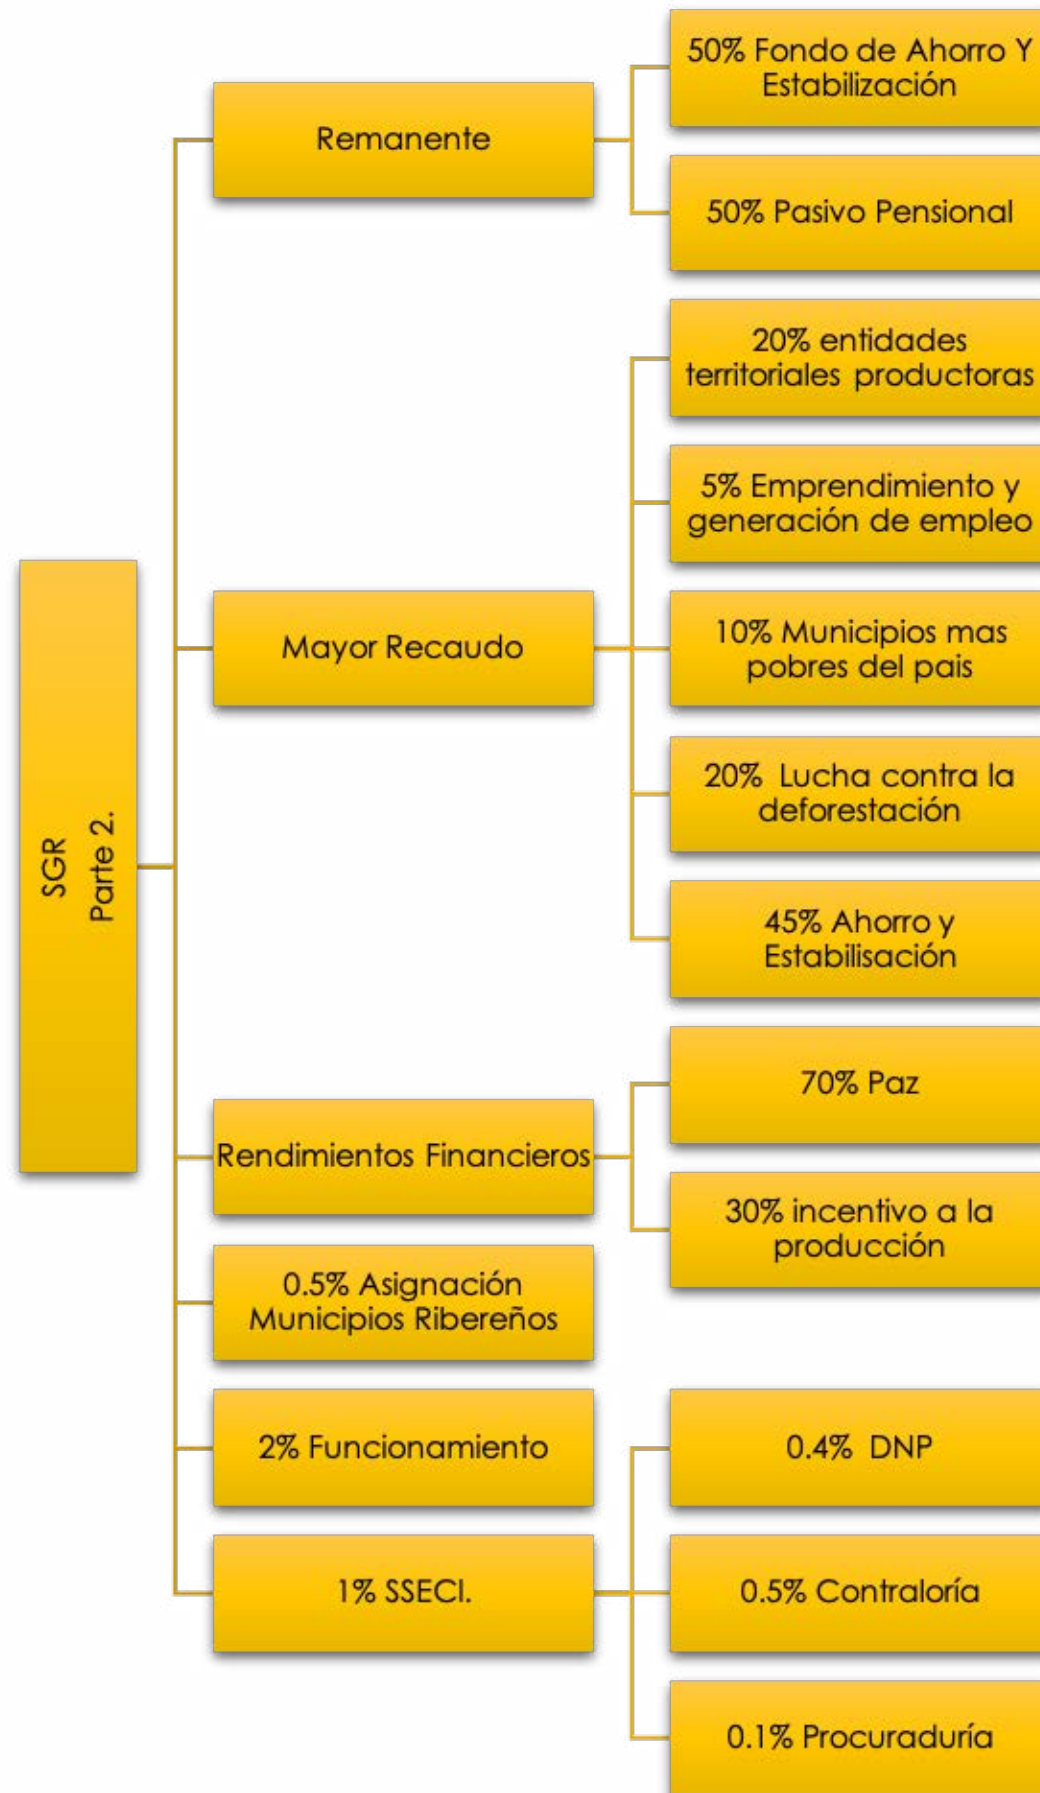 SGR
Parte 2.
Remanente
50% Fondo de Ahorro Y
Estabilización
50% Pasivo Pensional
Mayor Recaudo
20% entidades
territoriales productoras
5% Emprendimiento y
generación de empleo
10% Municipios mas
pobres del pais
20% Lucha contra la
deforestación
45% Ahorro y
Estabilisación
Rendimientos Financieros
70% Paz
30% incentivo a la
producción
0.5% Asignación
Municipios Ribereños
2% Funcionamiento
1% SSECI.
0.4% DNP
0.5% Contraloría
0.1% Procuraduría